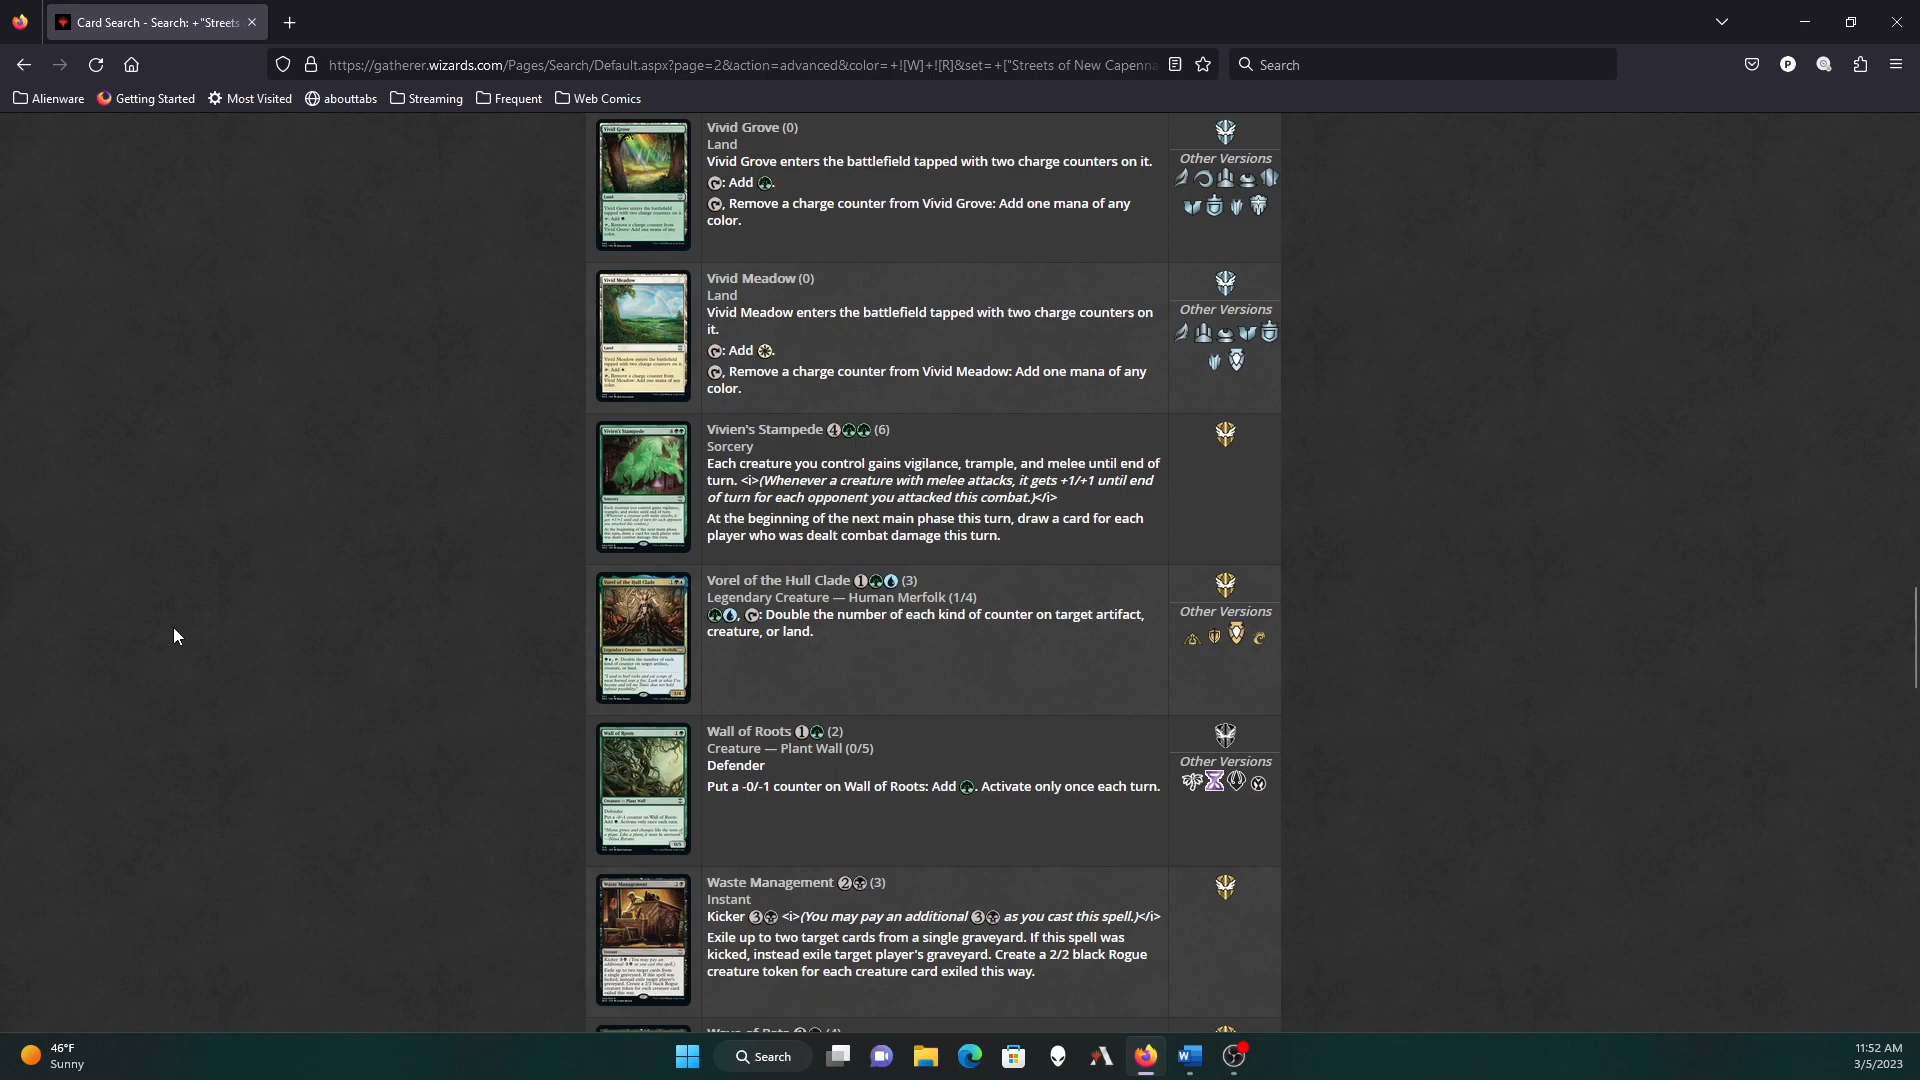 Card Search - Search: +"Streets
https://gatherer.wizards.com/Pages/Search/Default.aspx?page=2&action=advanced&color=+![W]+![R]&set=+["Streets of New Capenna
Search
Alienware
Getting Started
Most Visited
abouttabs
Streaming
Frequent
Web Comics
Vivid Grove (0)
Land
Vivid Grove enters the battlefield tapped with two charge counters on it.
: Add .
, Remove a charge counter from Vivid Grove: Add one mana of any
color.
Other Versions
Vivid Meadow (0)
Land
Vivid Meadow enters the battlefield tapped with two charge counters on
it.
: Add .
, Remove a charge counter from Vivid Meadow: Add one mana of any
color.
Other Versions
Vivien's Stampede 4 (6)
Sorcery
Each creature you control gains vigilance, trample, and melee until end of
turn. <i>(Whenever a creature with melee attacks, it gets +1/+1 until end
of turn for each opponent you attacked this combat.)</i>
At the beginning of the next main phase this turn, draw a card for each
player who was dealt combat damage this turn.
Vorel of the Hull Clade 1 (3)
Legendary Creature — Human Merfolk (1/4)
, : Double the number of each kind of counter on target artifact,
creature, or land.
Other Versions
Wall of Roots 1 (2)
Creature — Plant Wall (0/5)
Defender
Put a -0/-1 counter on Wall of Roots: Add . Activate only once each turn.
Other Versions
Waste Management 2 (3)
Instant
Kicker 3 <i>(You may pay an additional 3 as you cast this spell.)</i>
Exile up to two target cards from a single graveyard. If this spell was
kicked, instead exile target player's graveyard. Create a 2/2 black Rogue
creature token for each creature card exiled this way.
46°F
Sunny
Search
11:52 AM
3/5/2023